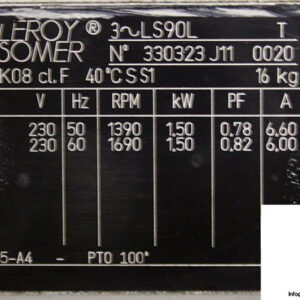 LEROY® 3~LS90L T
SOMER N° 330323 J11 0020
K08 cl.F 40°C S S1 16 kg
V Hz RPM kW PF A
230 50 1390 1,50 0,78 6,60
230 60 1690 1,50 0,82 6,00
5-A4 - PTO 100°